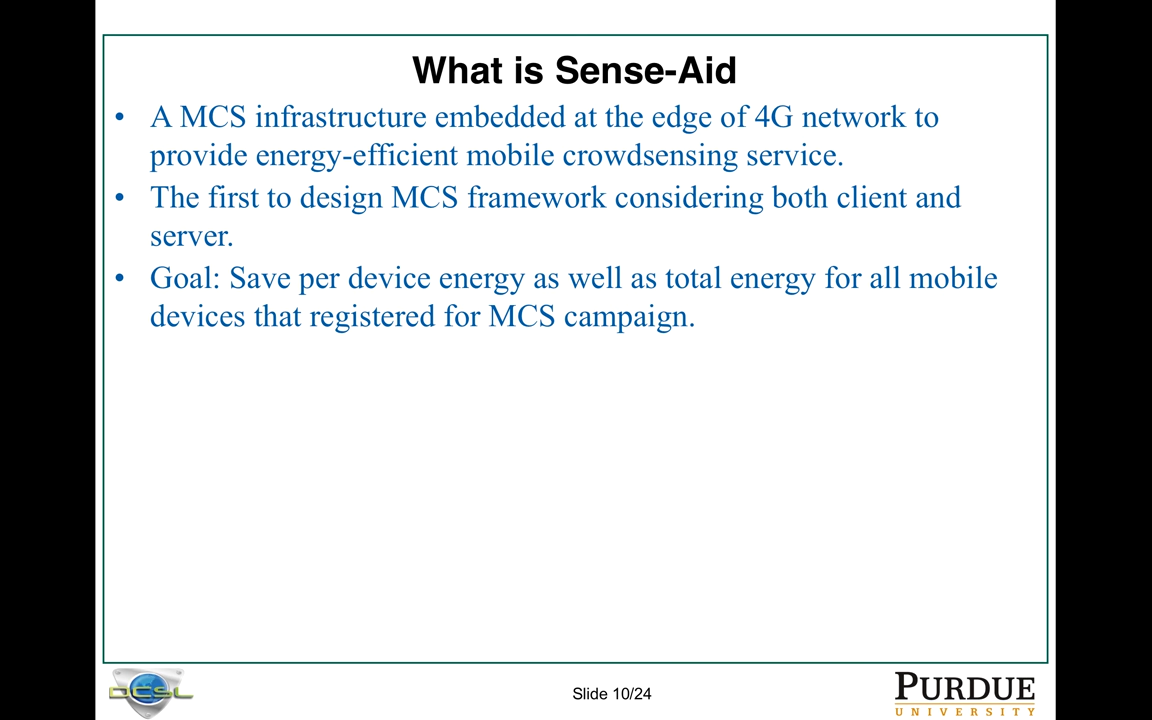 What is Sense-Aid
• A MCS infrastructure embedded at the edge of 4G network to
provide energy-efficient mobile crowdsensing service.
• The first to design MCS framework considering both client and
server.
• Goal: Save per device energy as well as total energy for all mobile
devices that registered for MCS campaign.
DCSL
Slide 10/24
PURDUE
UNIVERSITY